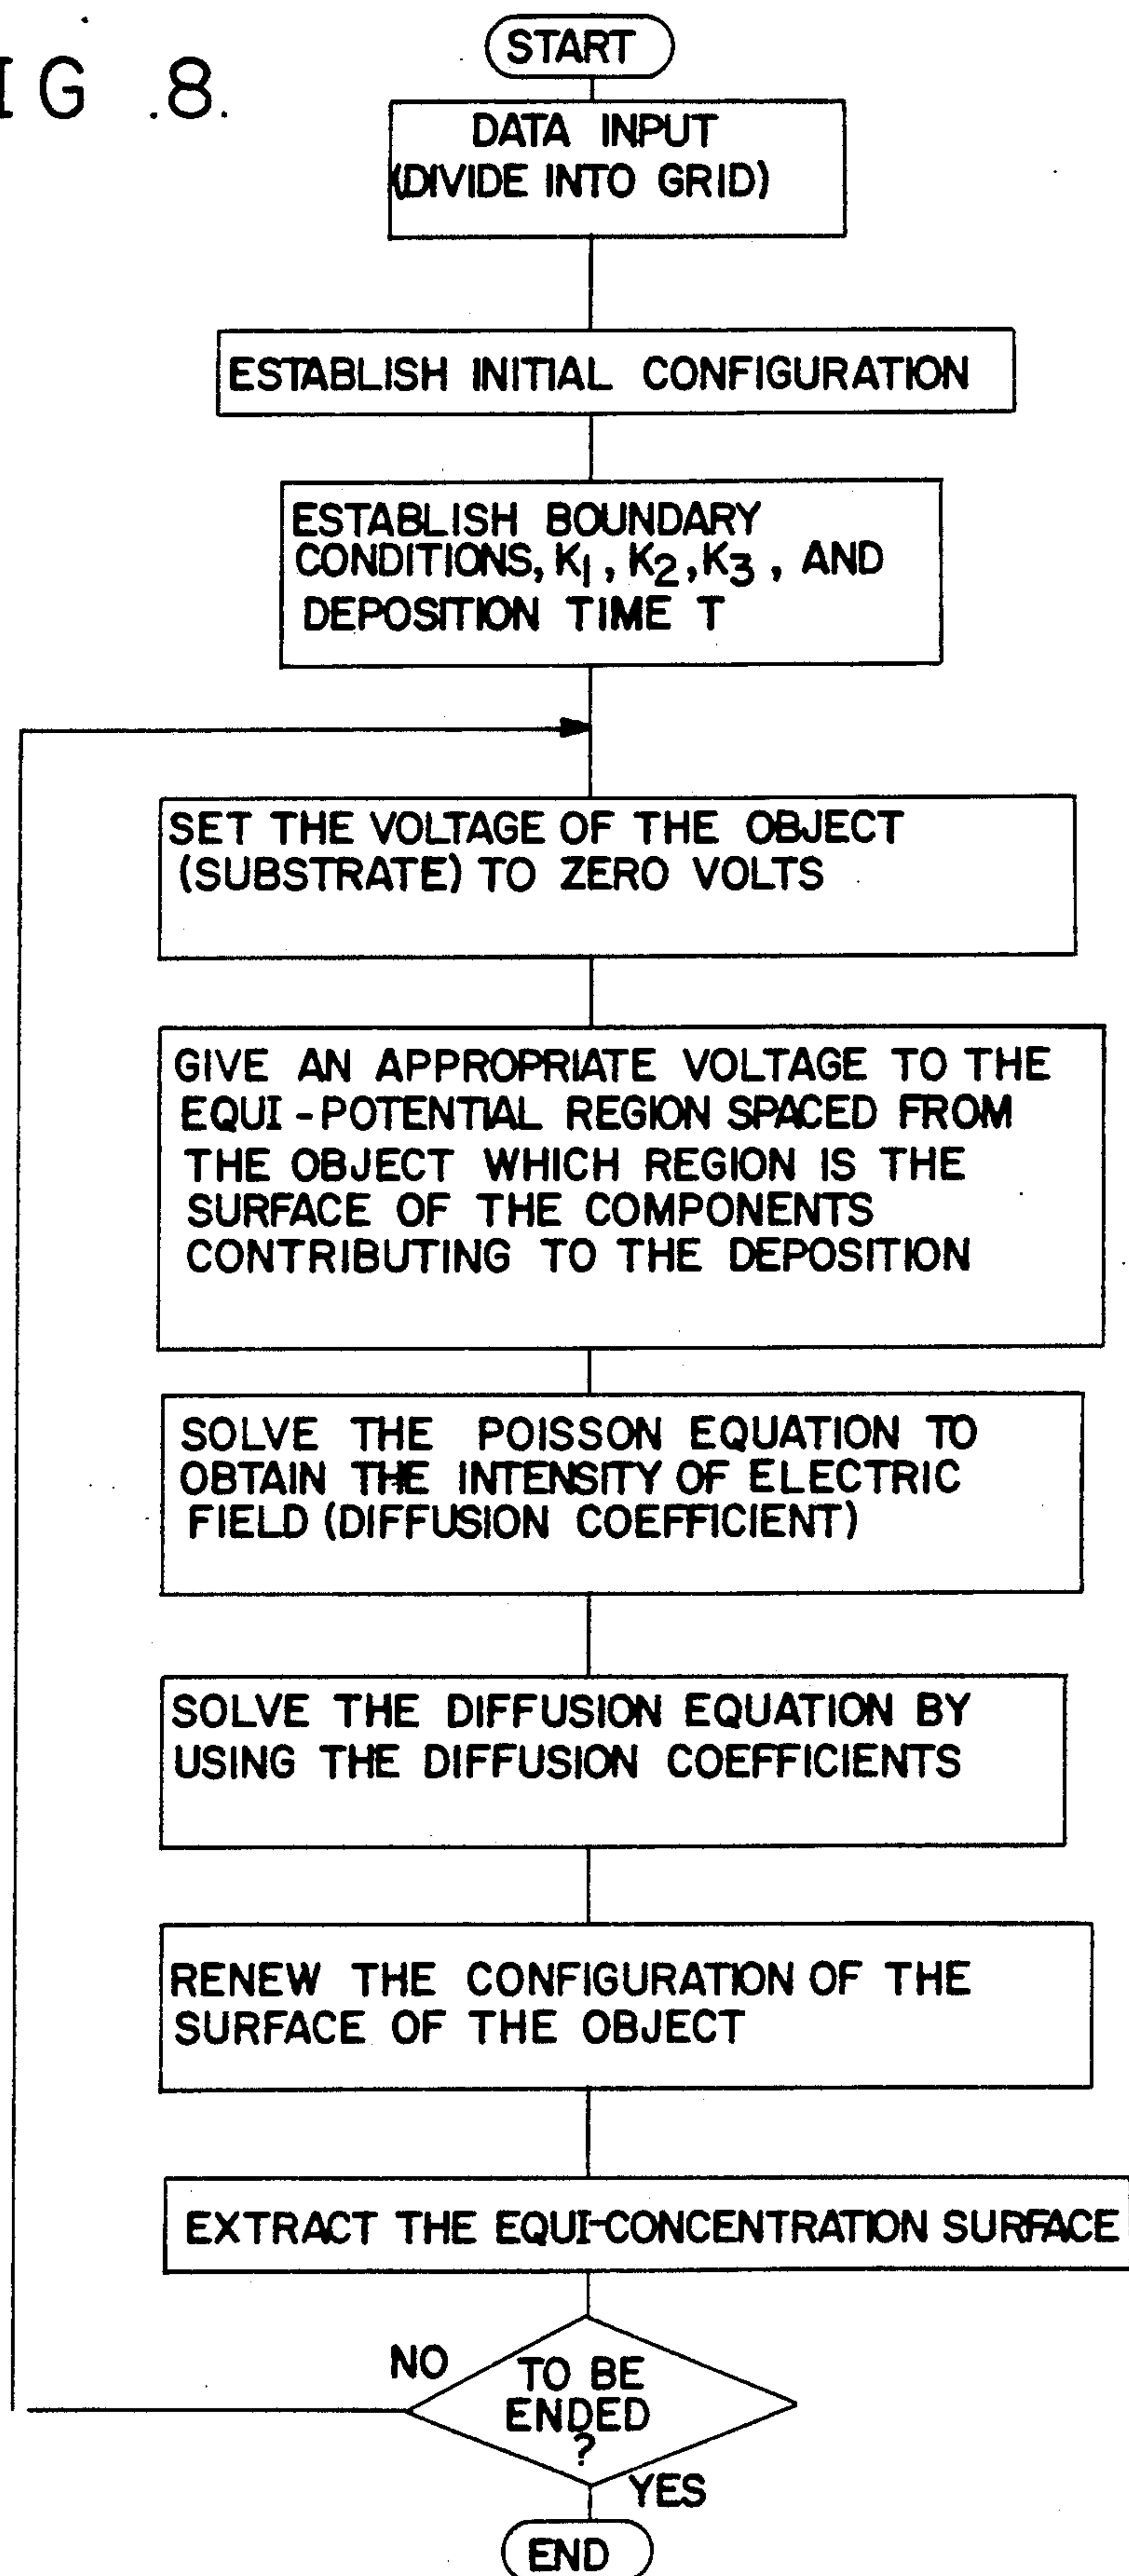 IG .8.
START
DATA INPUT
(DIVIDE INTO GRID)
ESTABLISH INITIAL CONFIGURATION
ESTABLISH BOUNDARY
CONDITIONS, K1, K2, K3, AND
DEPOSITION TIME T
SET THE VOLTAGE OF THE OBJECT
(SUBSTRATE) TO ZERO VOLTS
GIVE AN APPROPRIATE VOLTAGE TO THE
EQUI-POTENTIAL REGION SPACED FROM
THE OBJECT WHICH REGION IS THE
SURFACE OF THE COMPONENTS
CONTRIBUTING TO THE DEPOSITION
SOLVE THE POISSON EQUATION TO
OBTAIN THE INTENSITY OF ELECTRIC
FIELD (DIFFUSION COEFFICIENT)
SOLVE THE DIFFUSION EQUATION BY
USING THE DIFFUSION COEFFICIENTS
RENEW THE CONFIGURATION OF THE
SURFACE OF THE OBJECT
EXTRACT THE EQUI-CONCENTRATION SURFACE
NO
TO BE
ENDED
?
YES
END